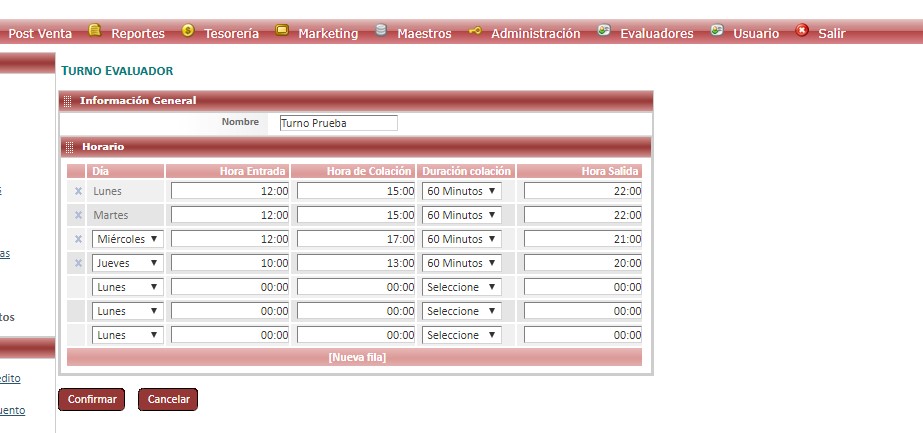 Post Venta Reportes Tesorería Marketing Maestros Administración Evaluadores Usuario Salir
TURNO EVALUADOR
Información General
Nombre Turno Prueba
Horario
Día Hora Entrada Hora de Colación Duración colación Hora Salida
x Lunes 12:00 15:00 60 Minutos ▼ 22:00
x Martes 12:00 15:00 60 Minutos ▼ 22:00
x Miércoles ▼ 12:00 17:00 60 Minutos ▼ 21:00
x Jueves ▼ 10:00 13:00 60 Minutos ▼ 20:00
as
Lunes ▼ 00:00 00:00 Seleccione ▼ 00:00
Lunes ▼ 00:00 00:00 Seleccione ▼ 00:00
tos
Lunes ▼ 00:00 00:00 Seleccione ▼ 00:00
[Nueva fila]
edito
Confirmar Cancelar
uento